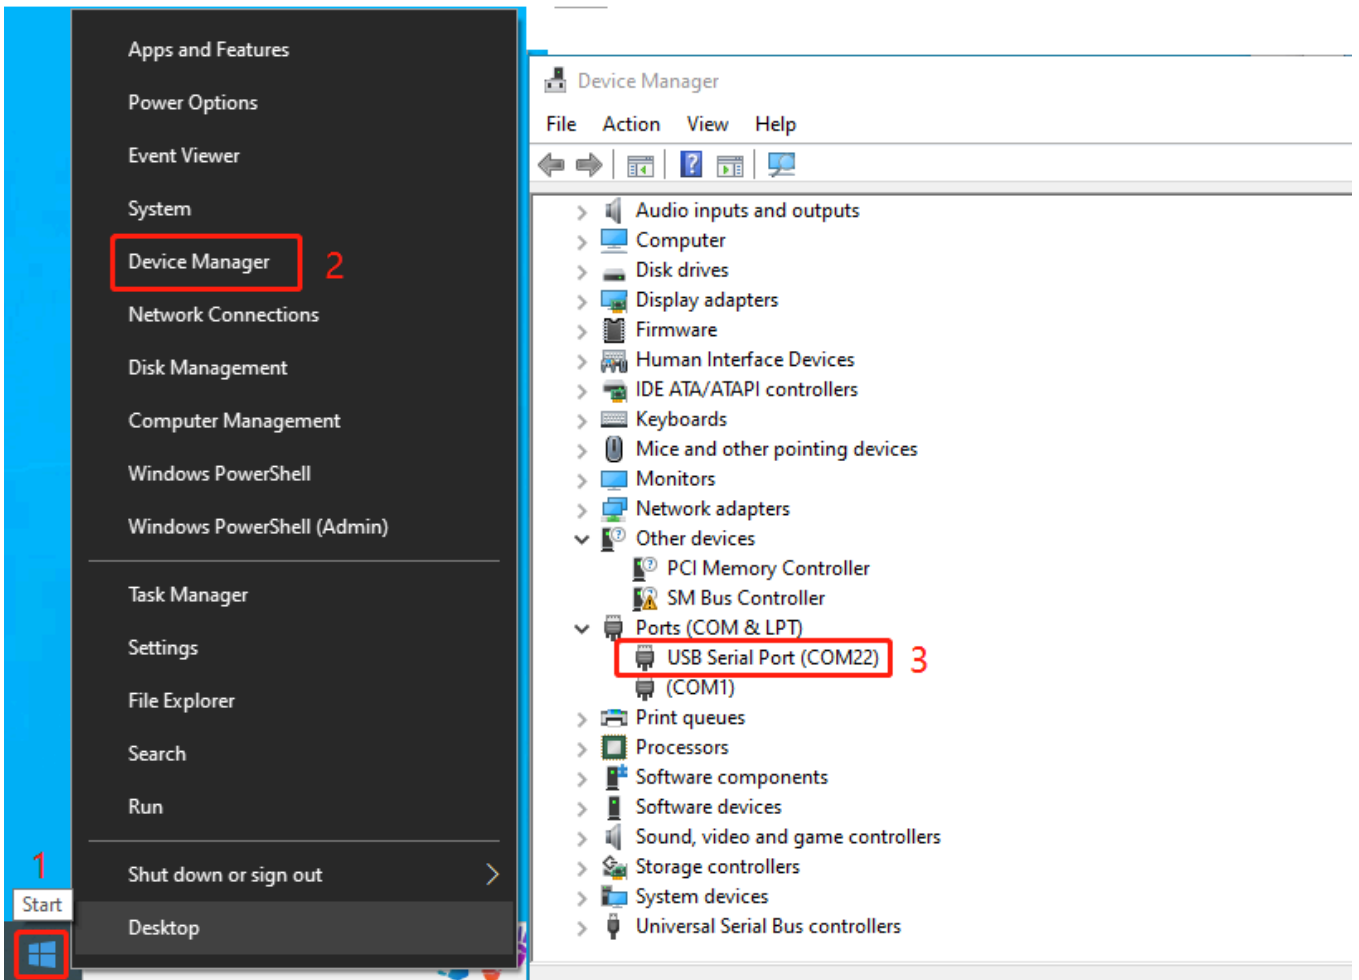 Apps and Features
Power Options
Event Viewer
System
Device Manager 2
Network Connections
Disk Management
Computer Management
Windows PowerShell
Windows PowerShell (Admin)
Task Manager
Settings
File Explorer
Search
Run
Shut down or sign out
Desktop
1
Start
Device Manager
File Action View Help
Audio inputs and outputs
Computer
Disk drives
Display adapters
Firmware
Human Interface Devices
IDE ATA/ATAPI controllers
Keyboards
Mice and other pointing devices
Monitors
Network adapters
Other devices
PCI Memory Controller
SM Bus Controller
Ports (COM & LPT)
USB Serial Port (COM22) 3
(COM1)
Print queues
Processors
Software components
Software devices
Sound, video and game controllers
Storage controllers
System devices
Universal Serial Bus controllers